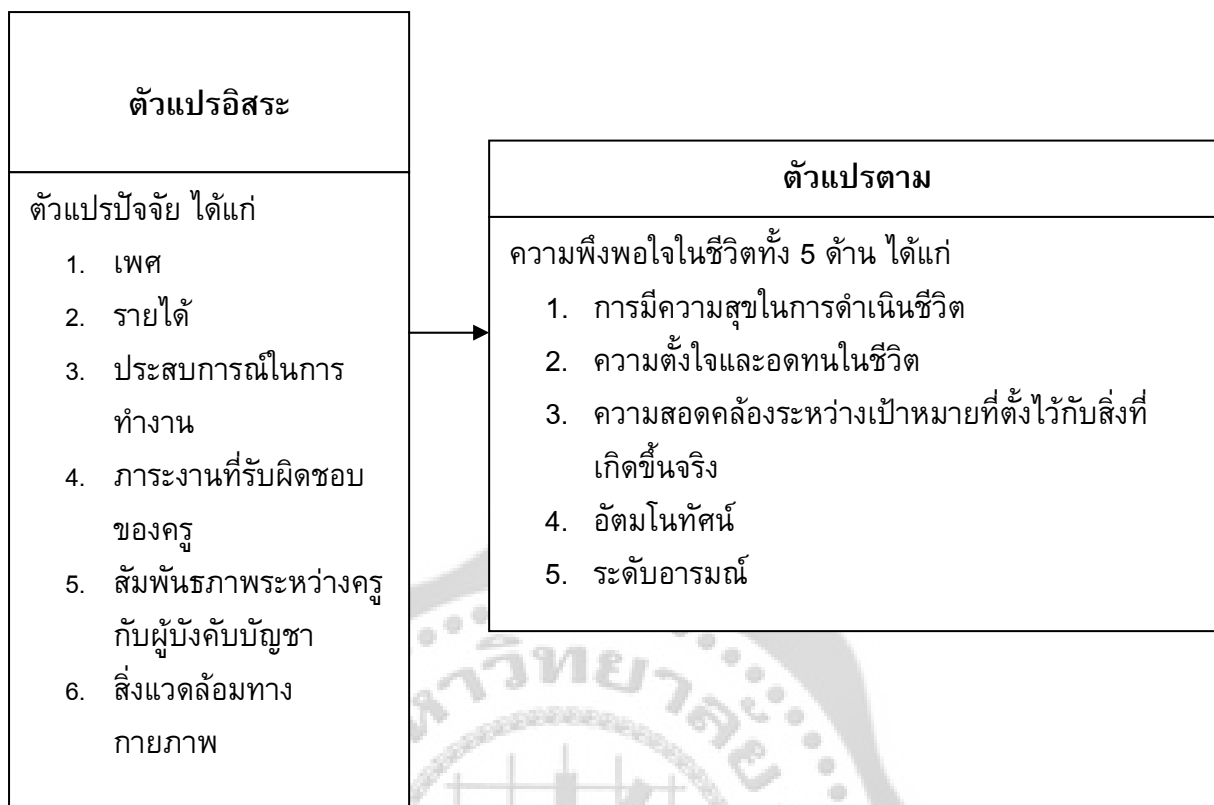 ตัวแปรอิสระ
ตัวแปรปัจจัย ได้แก่
1. เพศ
2. รายได้
3. ประสบการณ์ในการ
ทำงาน
4. ภาระงานที่รับผิดชอบ
ของครู
5. สัมพันธภาพระหว่างครู
กับผู้บังคับบัญชา
6. สิ่งแวดล้อมทาง
กายภาพ
ตัวแปรตาม
ความพึงพอใจในชีวิตทั้ง 5 ด้าน ได้แก่
1. การมีความสุขในการดำเนินชีวิต
2. ความตั้งใจและอดทนในชีวิต
3. ความสอดคล้องระหว่างเป้าหมายที่ตั้งไว้กับสิ่งที่
เกิดขึ้นจริง
4. อัตมโนทัศน์
5. ระดับอารมณ์